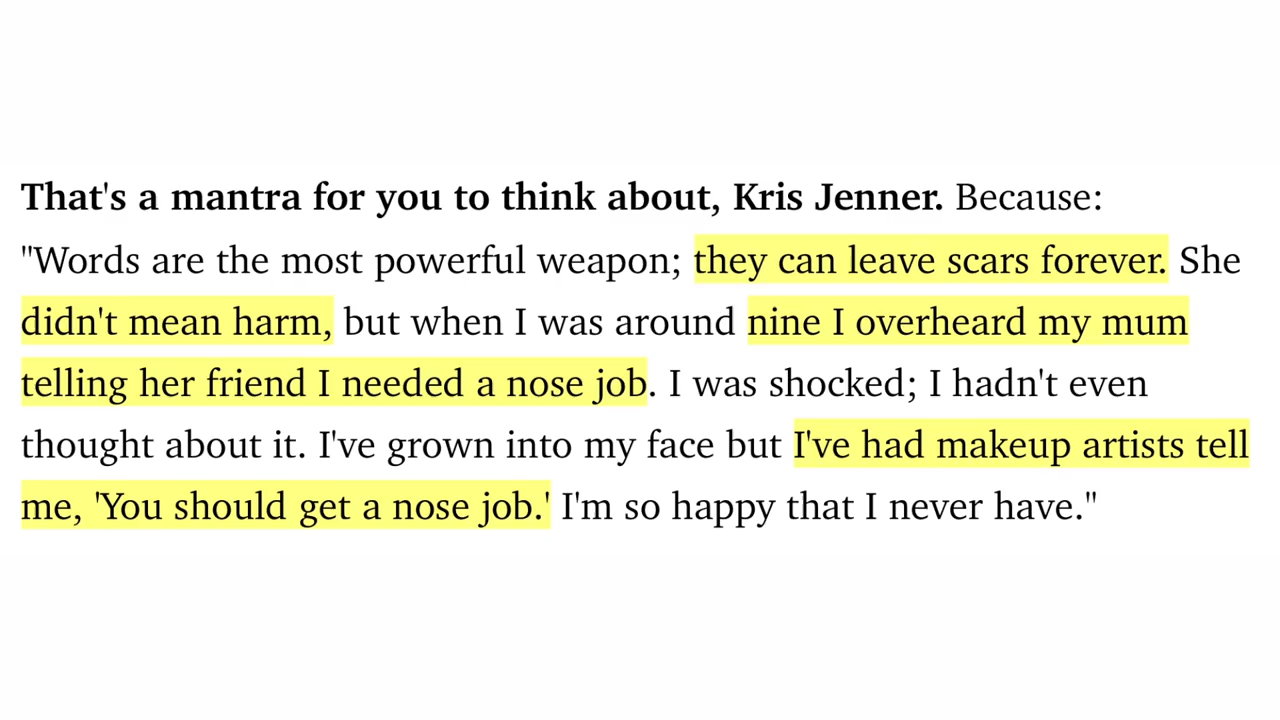 That's a mantra for you to think about, Kris Jenner. Because:
"Words are the most powerful weapon; they can leave scars forever. She
didn't mean harm, but when I was around nine I overheard my mum
telling her friend I needed a nose job. I was shocked; I hadn't even
thought about it. I've grown into my face but I've had makeup artists tell
me, 'You should get a nose job.' I'm so happy that I never have."